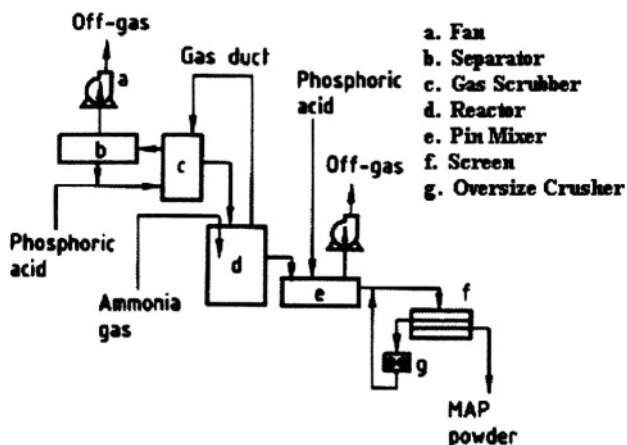 Off-gas
a
Gas duct
b
c
Phosphoric
acid
Ammonia
gas
d
Phosphoric
acid
Off-gas
e
f
g
MAP
powder
a. Fan
b. Separator
c. Gas Scrubber
d. Reactor
e. Pin Mixer
f. Screen
g. Oversize Crusher